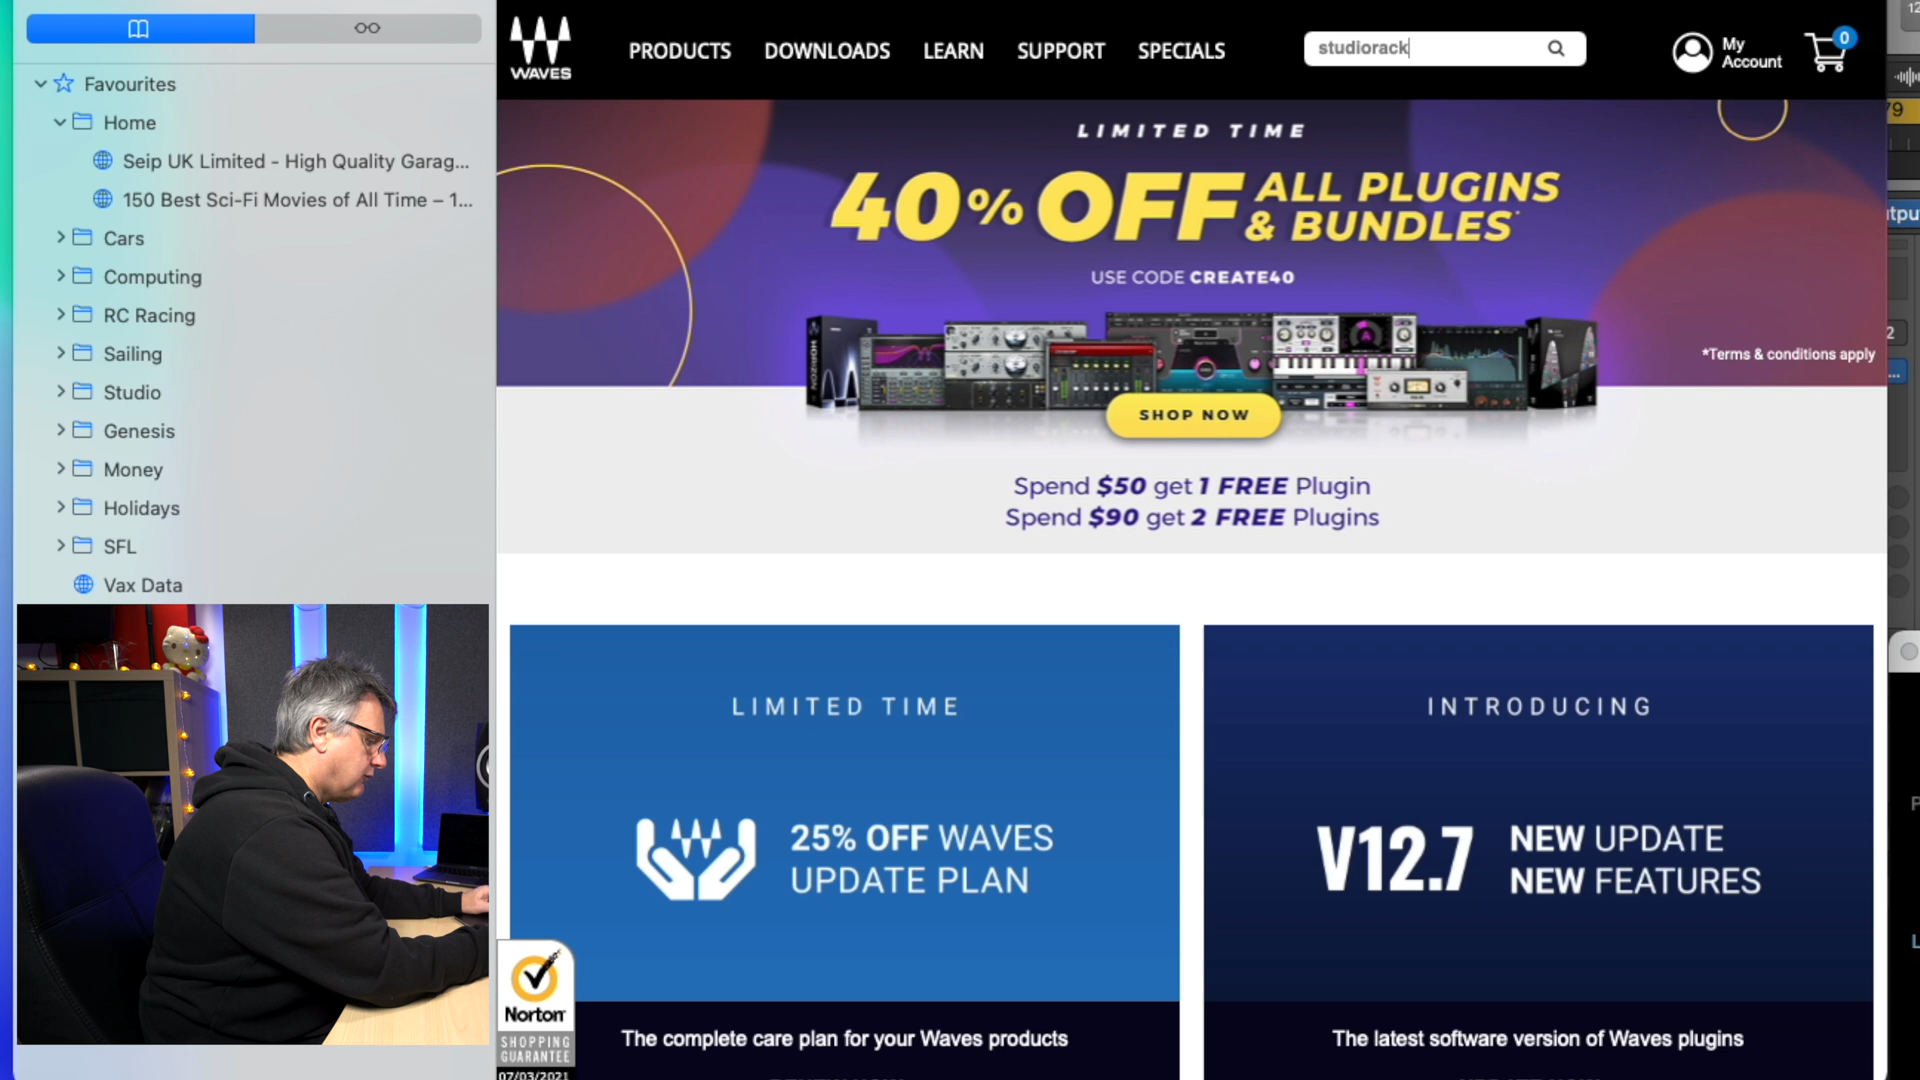 Favourites
Home
Seip UK Limited - High Quality Garag...
150 Best Sci-Fi Movies of All Time – 1...
Cars
Computing
RC Racing
Sailing
Studio
Genesis
Money
Holidays
SFL
Vax Data
WAVES
PRODUCTS
DOWNLOADS
LEARN
SUPPORT
SPECIALS
studiorack
My
Account
0
LIMITED TIME
40% OFF ALL PLUGINS
& BUNDLES*
USE CODE CREATE40
*Terms & conditions apply
SHOP NOW
Spend $50 get 1 FREE Plugin
Spend $90 get 2 FREE Plugins
LIMITED TIME
25% OFF WAVES
UPDATE PLAN
The complete care plan for your Waves products
INTRODUCING
V12.7
NEW UPDATE
NEW FEATURES
The latest software version of Waves plugins
Norton
SHOPPING
GUARANTEE
07/03/2021